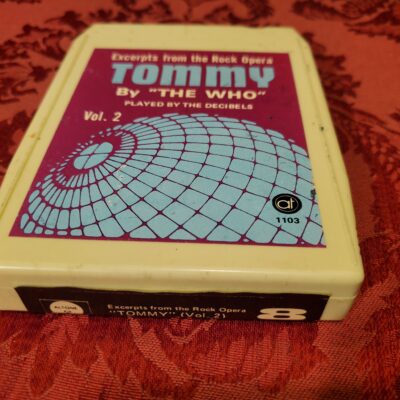 Excerpts from the Rock Opera
TOMMY
By "THE WHO"
PLAYED BY THE DECIBELS
Vol. 2
at
1103
Excerpts from the Rock Opera
"TOMMY" (Vol. 2)
8